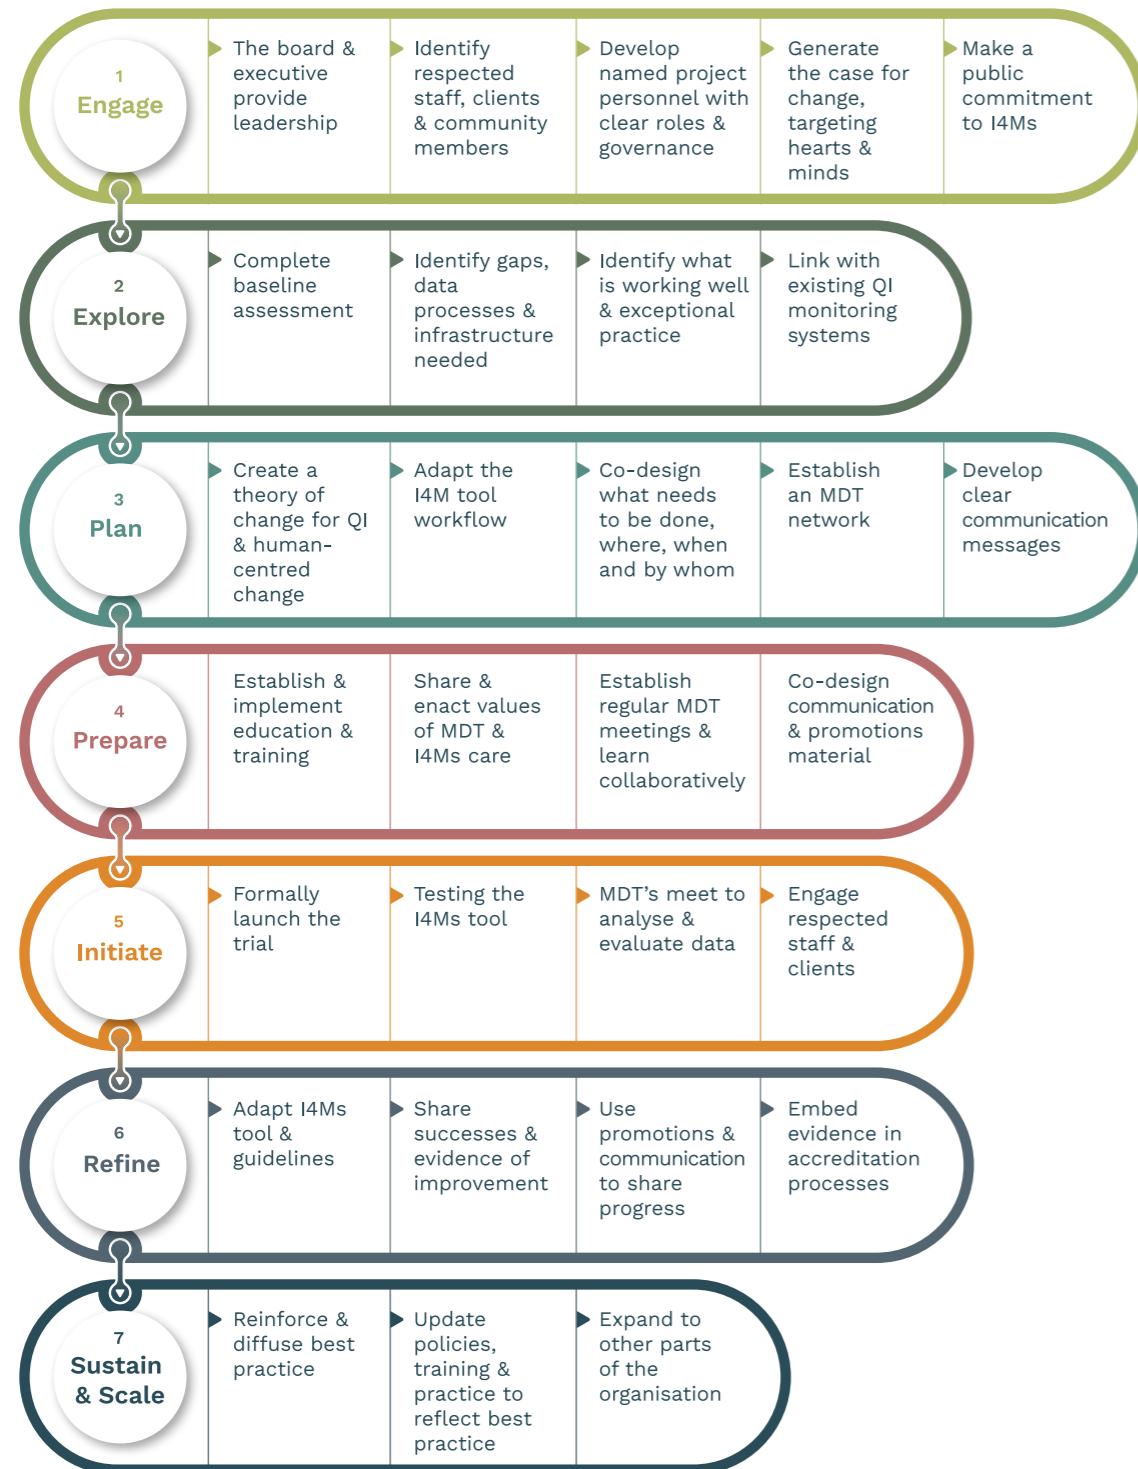 1
Engage
The board &
executive
provide
leadership
Identify
respected
staff, clients
& community
members
Develop
named project
personnel with
clear roles &
governance
Generate
the case for
change,
targeting
hearts &
minds
Make a
public
commitment
to I4Ms
2
Explore
Complete
baseline
assessment
Identify gaps,
data
processes &
infrastructure
needed
Identify what
is working well
& exceptional
practice
Link with
existing QI
monitoring
systems
3
Plan
Create a
theory of
change for QI
& human-
centred
change
Adapt the
I4M tool
workflow
Co-design
what needs
to be done,
where, when
and by whom
Establish
an MDT
network
Develop
clear
communication
messages
4
Prepare
Establish &
implement
education &
training
Share &
enact values
of MDT &
I4Ms care
Establish
regular MDT
meetings &
learn
collaboratively
Co-design
communication
& promotions
material
5
Initiate
Formally
launch the
trial
Testing the
I4Ms tool
MDT's meet to
analyse &
evaluate data
Engage
respected
staff &
clients
6
Refine
Adapt I4Ms
tool &
guidelines
Share
successes &
evidence of
improvement
Use
promotions &
communication
to share
progress
Embed
evidence in
accreditation
processes
7
Sustain
& Scale
Reinforce &
diffuse best
practice
Update
policies,
training &
practice to
reflect best
practice
Expand to
other parts
of the
organisation